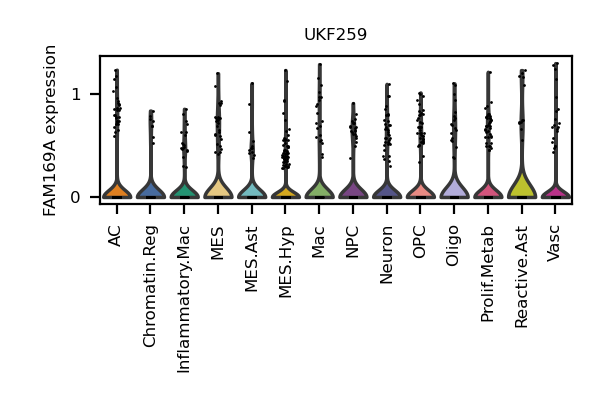 UKF259
FAM169A expression
1
0
AC
Chromatin.Reg
Inflammatory.Mac
MES
MES.Ast
MES.Hyp
Mac
NPC
Neuron
OPC
Oligo
Prolif.Metab
Reactive.Ast
Vasc